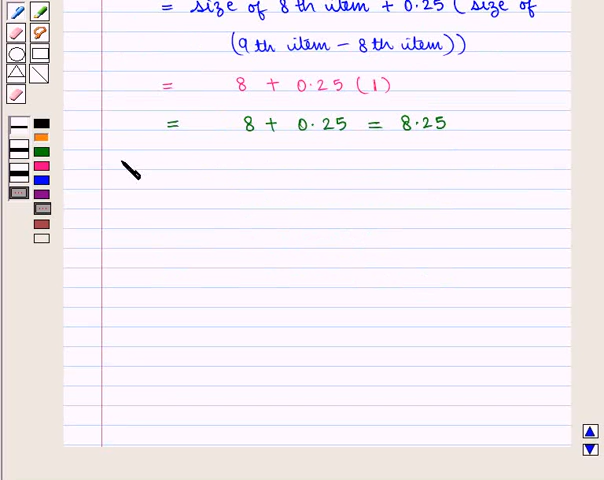 = size of 8 th item + 0.25 ( size of
(9 th item - 8 th item))
= 8 + 0.25 (1)
= 8 + 0.25 = 8.25